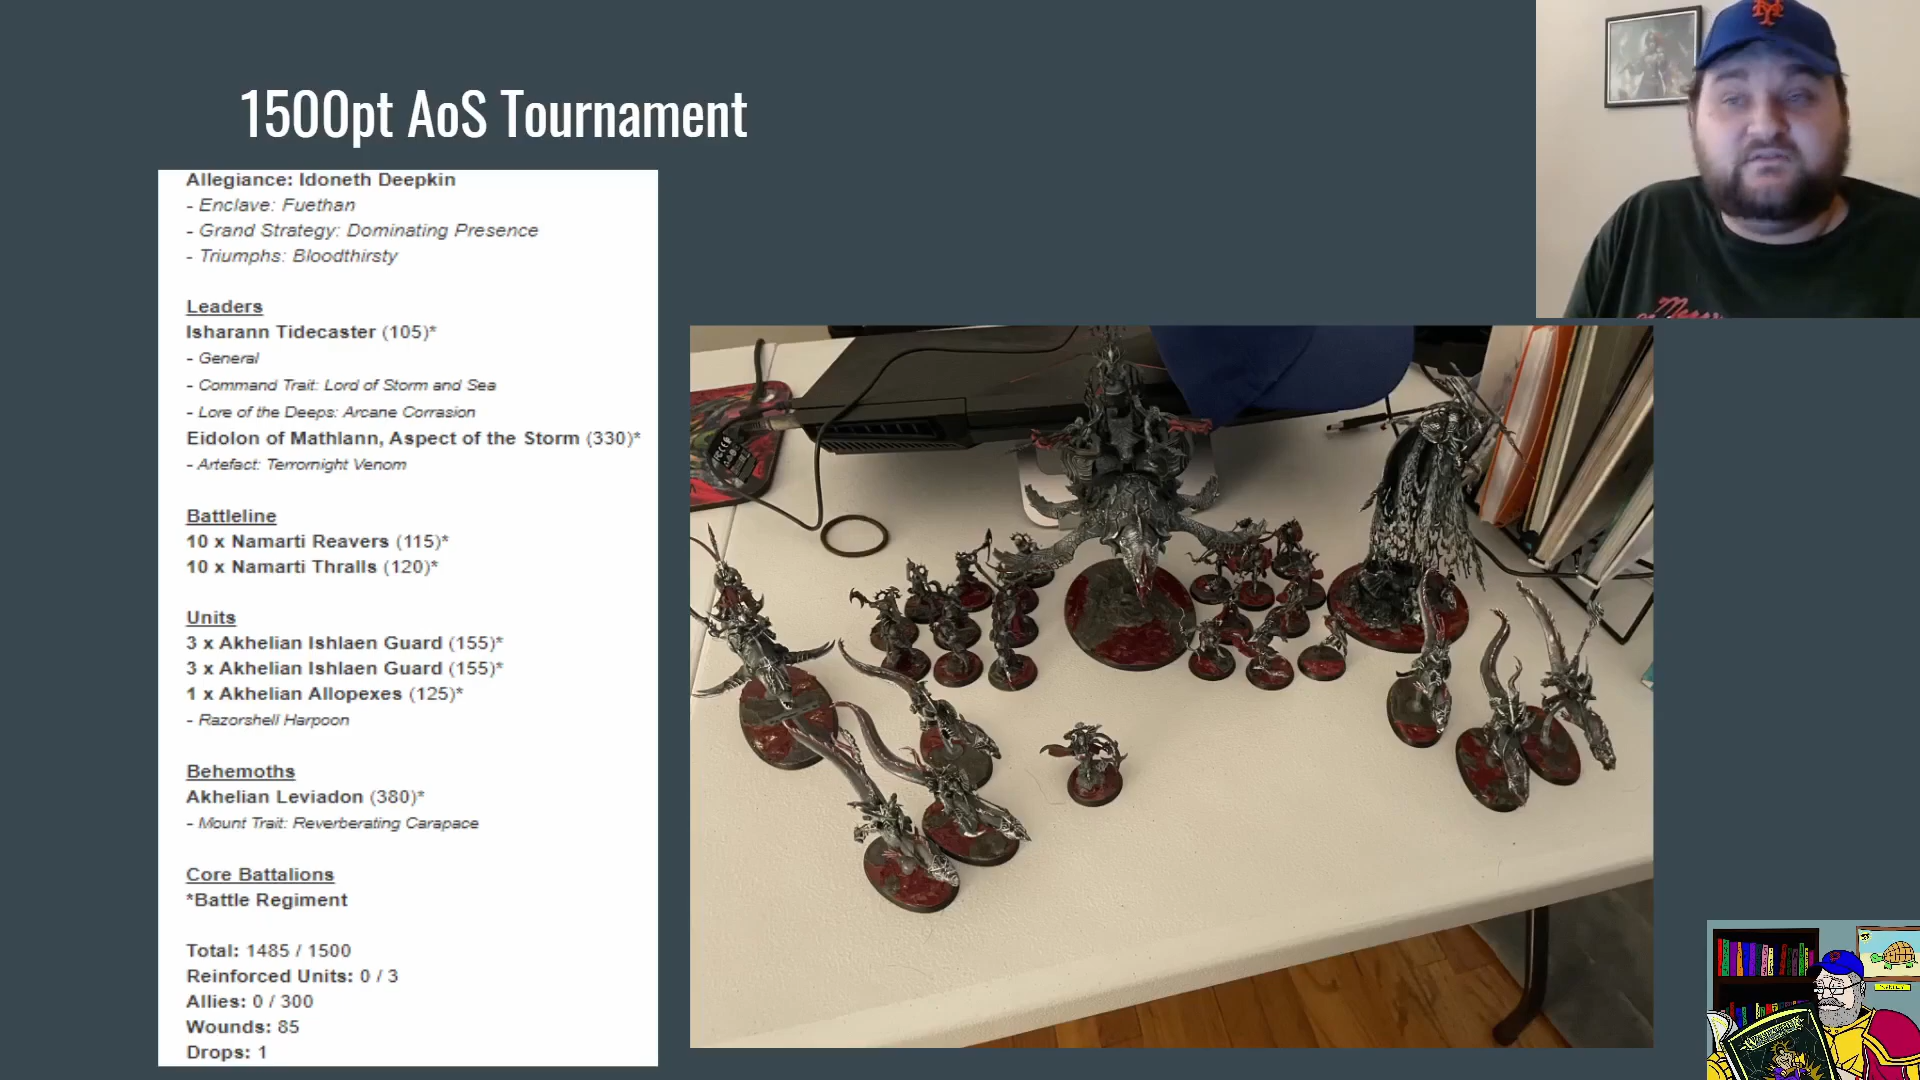 1500pt AoS Tournament
Allegiance: Idoneth Deepkin
- Enclave: Fuethan
- Grand Strategy: Dominating Presence
- Triumphs: Bloodthirsty
Leaders
Isharann Tidecaster (105)*
- General
- Command Trait: Lord of Storm and Sea
- Lore of the Deeps: Arcane Corrasion
Eidolon of Mathlann, Aspect of the Storm (330)*
- Artefact: Terrornight Venom
Battleline
10 x Namarti Reavers (115)*
10 x Namarti Thralls (120)*
Units
3 x Akhelian Ishlaen Guard (155)*
3 x Akhelian Ishlaen Guard (155)*
1 x Akhelian Allopexes (125)*
- Razorshell Harpoon
Behemoths
Akhelian Leviadon (380)*
- Mount Trait: Reverberating Carapace
Core Battalions
*Battle Regiment
Total: 1485 / 1500
Reinforced Units: 0 / 3
Allies: 0 / 300
Wounds: 85
Drops: 1